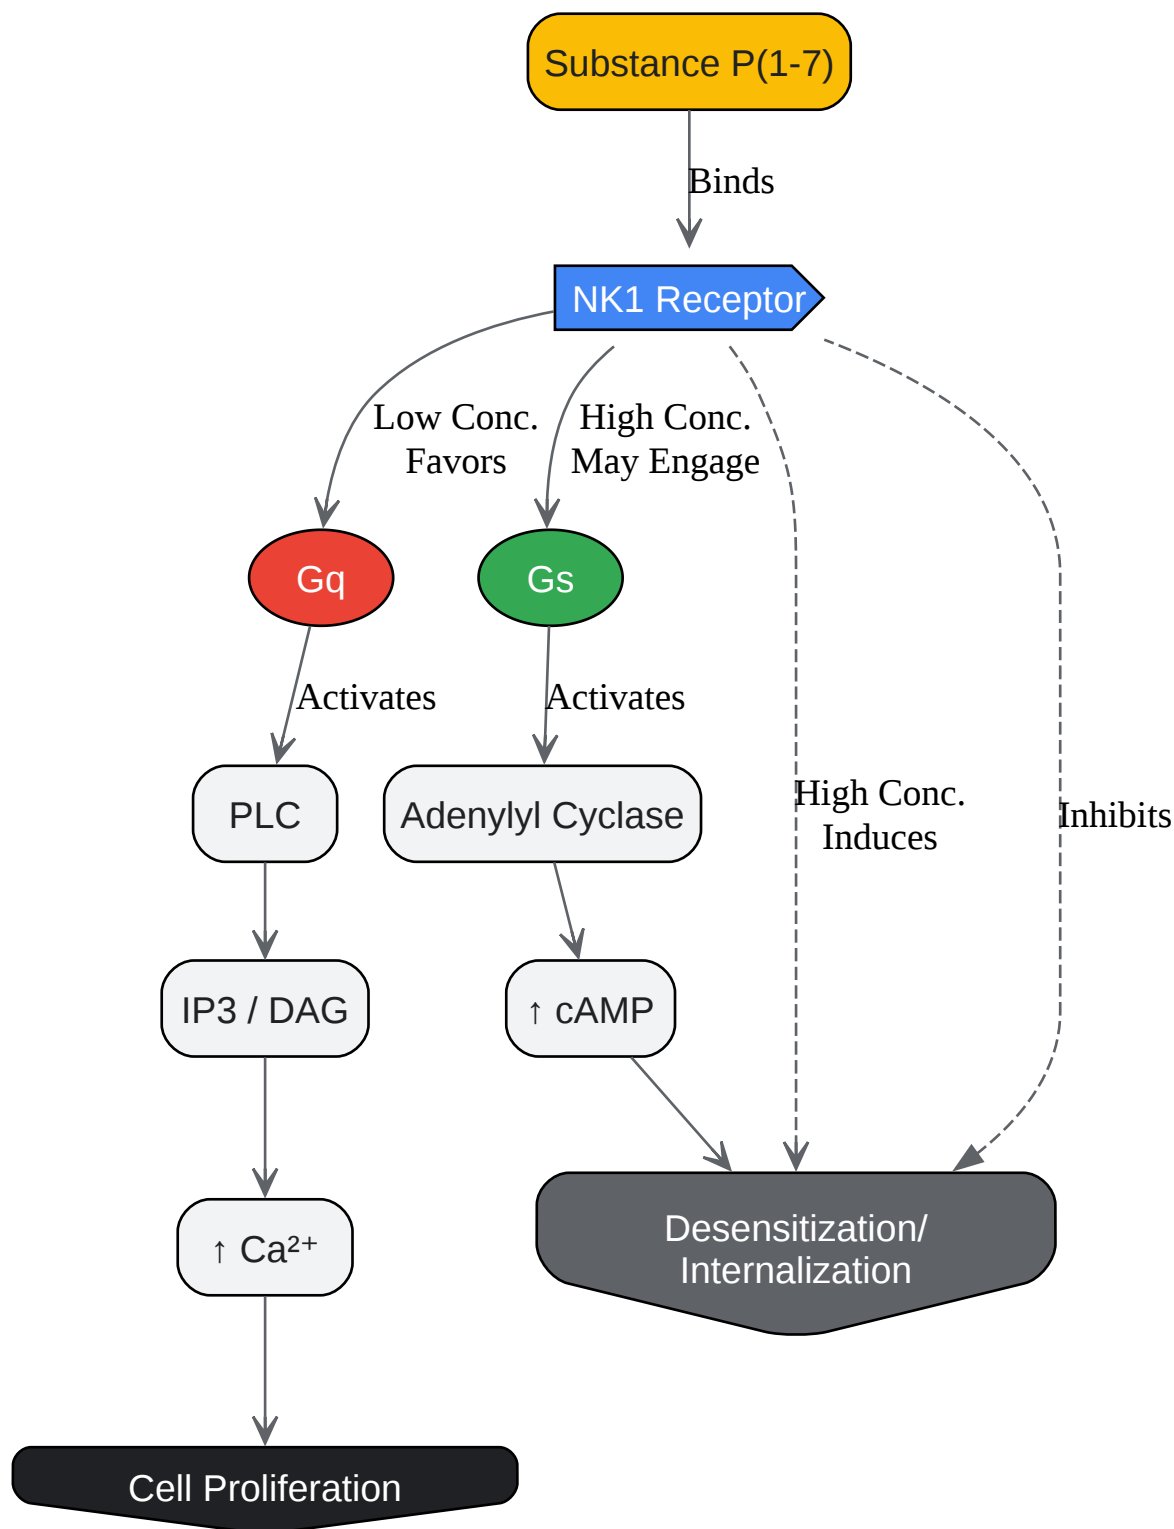 Substance P(1-7)
Binds
NK1 Receptor
Low Conc.
Favors
High Conc.
May Engage
Gq
Gs
Activates
Activates
PLC
Adenylyl Cyclase
High Conc.
Induces
Inhibits
IP3 / DAG
↑ cAMP
↑ Ca²⁺
Desensitization/
Internalization
Cell Proliferation